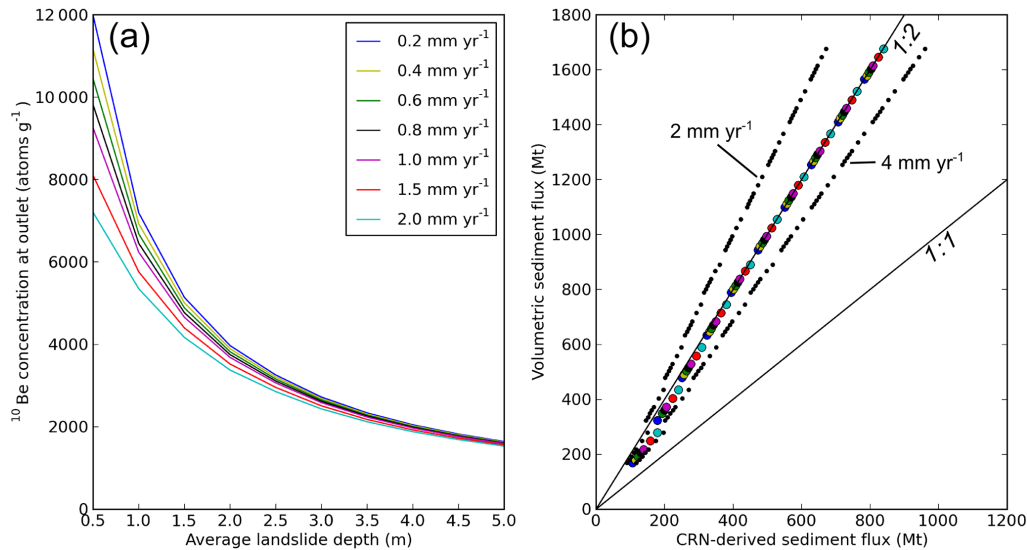 (a)
12 000
10 000
8000
6000
4000
2000
0
0.5 1.0 1.5 2.0 2.5 3.0 3.5 4.0 4.5 5.0
Average landslide depth (m)
¹⁰ Be concentration at outlet (atoms g⁻¹)
0.2 mm yr⁻¹
0.4 mm yr⁻¹
0.6 mm yr⁻¹
0.8 mm yr⁻¹
1.0 mm yr⁻¹
1.5 mm yr⁻¹
2.0 mm yr⁻¹
(b)
1800
1600
1400
1200
1000
800
600
400
200
0
0 200 400 600 800 1000 1200
CRN-derived sediment flux (Mt)
Volumetric sediment flux (Mt)
1:2
2 mm yr⁻¹
4 mm yr⁻¹
1:1